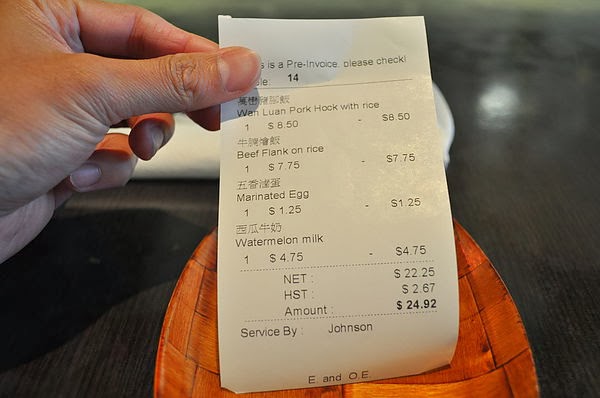 s is a Pre-Invoice, please check!
14
萬巒豬腳飯
Wan Luan Pork Hock with rice
1 $ 8.50 - $8.50
牛腩燴飯
Beef Flank on rice
1 $ 7.75 - $7.75
五香滷蛋
Marinated Egg
1 $ 1.25 - $1.25
西瓜牛奶
Watermelon milk
1 $ 4.75 - $4.75
NET : $ 22.25
HST : $ 2.67
Amount : $ 24.92
Service By : Johnson
E. and O.E.